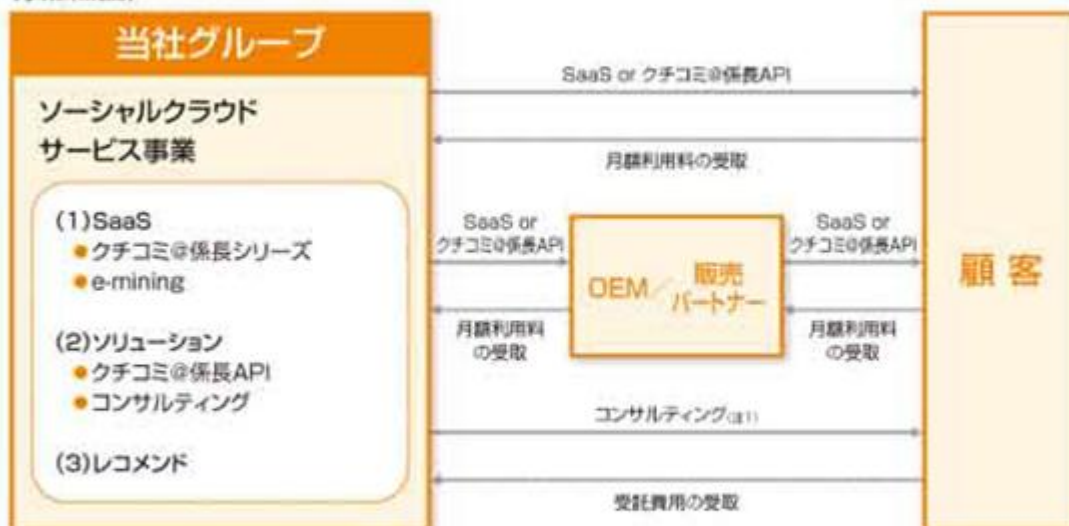 当社グループ
ソーシャルクラウド
サービス事業
(1)SaaS
●クチコミ@係長シリーズ
●e-mining
(2)ソリューション
●クチコミ@係長API
●コンサルティング
(3)レコメンド
SaaS or クチコミ@係長API
月額利用料の受取
SaaS or
クチコミ@係長API
月額利用料
の受取
OEM／販売
パートナー
SaaS or
クチコミ@係長API
月額利用料
の受取
コンサルティング(注1)
受託費用の受取
顧客